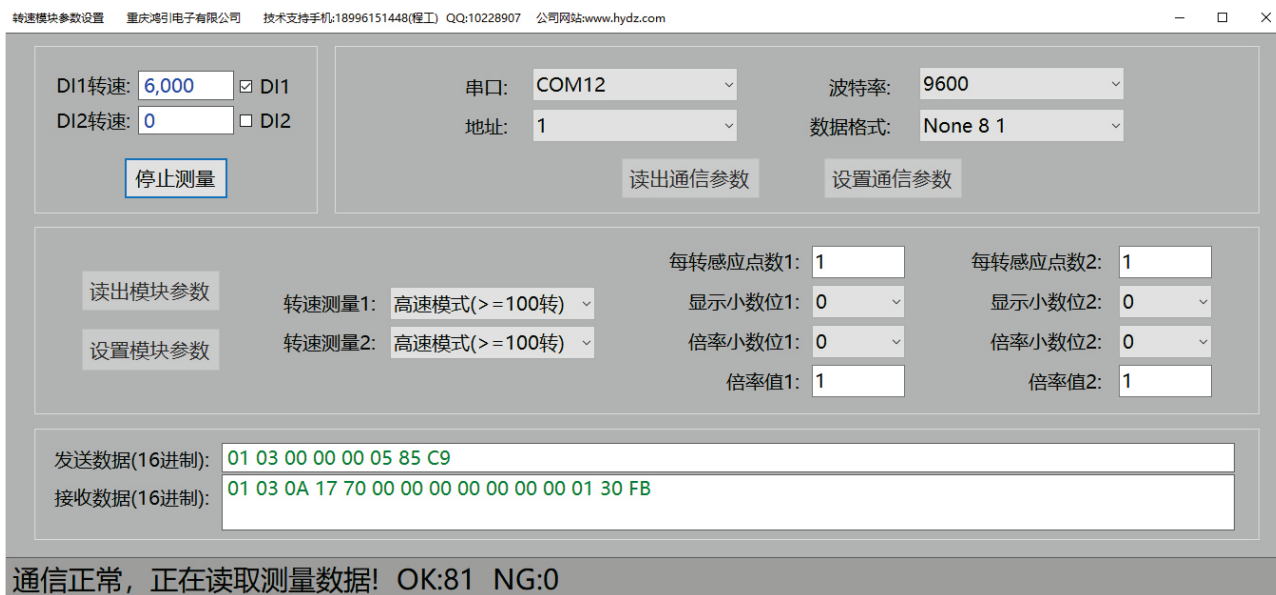 转速模块参数设置 重庆鸿引电子有限公司 技术支持手机:18996151448(程工) QQ:10228907 公司网站:www.hydz.com
DI1转速: 6,000 DI1
DI2转速: 0 DI2
停止测量
串口: COM12 波特率: 9600
地址: 1 数据格式: None 8 1
读出通信参数 设置通信参数
读出模块参数
设置模块参数
转速测量1: 高速模式(>=100转)
转速测量2: 高速模式(>=100转)
每转感应点数1: 1 每转感应点数2: 1
显示小数位1: 0 显示小数位2: 0
倍率小数位1: 0 倍率小数位2: 0
倍率值1: 1 倍率值2: 1
发送数据(16进制): 01 03 00 00 00 05 85 C9
接收数据(16进制): 01 03 0A 17 70 00 00 00 00 00 00 00 01 30 FB
通信正常，正在读取测量数据! OK:81 NG:0